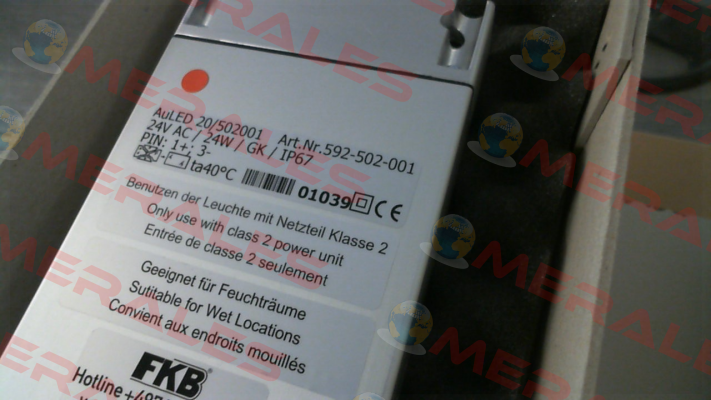 AuLED 20/502001 Art.Nr.592-502-001
24V AC / 24W / GK / IP67
PIN: 1+; 3-
ta40°C 01039 CE
Benutzen der Leuchte mit Netzteil Klasse 2
Only use with class 2 power unit
Entrée de classe 2 seulement
Geeignet für Feuchträume
Sutitable for Wet Locations
Convient aux endroits mouillés
FKB
Hotline
MERALES
MERALES
MERALES
MERALES
MERALES